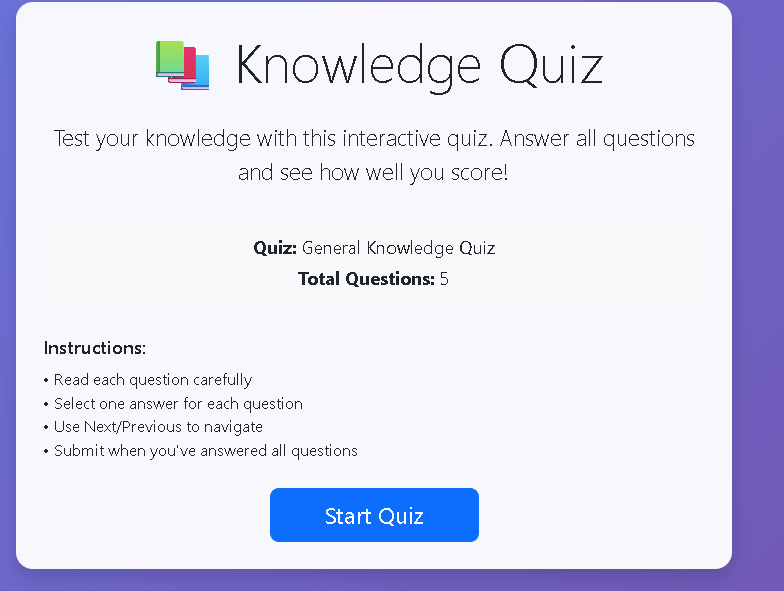 Knowledge Quiz
Test your knowledge with this interactive quiz. Answer all questions
and see how well you score!
Quiz: General Knowledge Quiz
Total Questions: 5
Instructions:
• Read each question carefully
• Select one answer for each question
• Use Next/Previous to navigate
• Submit when you've answered all questions
Start Quiz